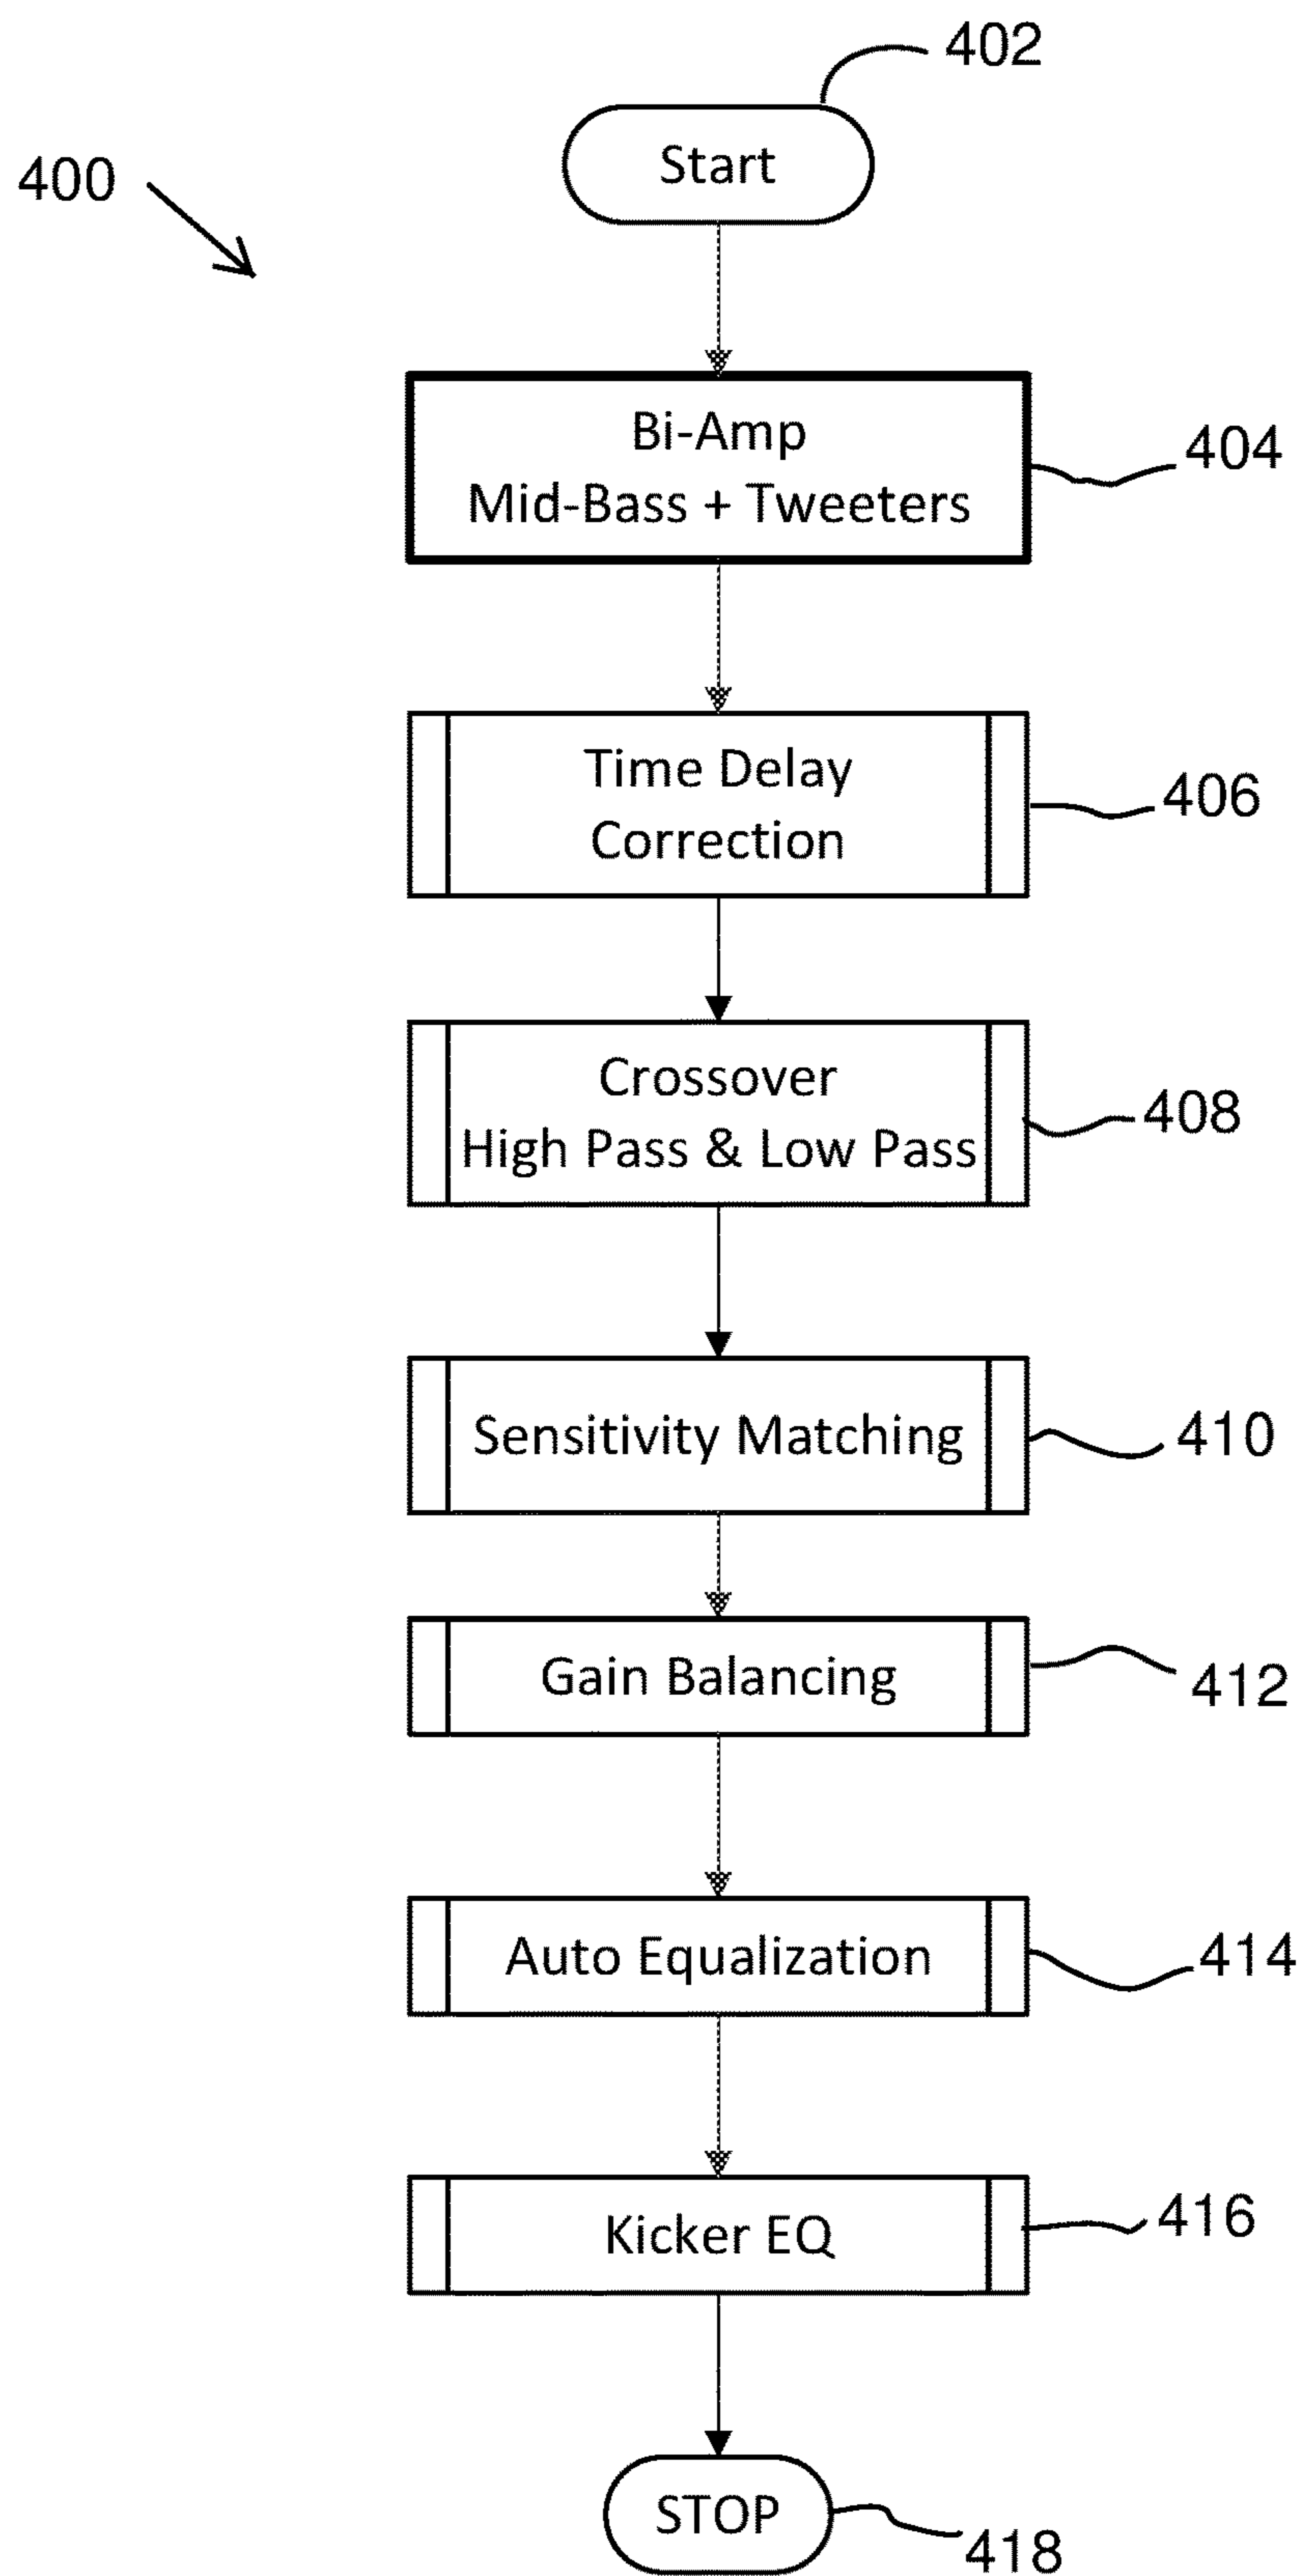 402
Start
400
Bi-Amp
Mid-Bass + Tweeters
404
Time Delay
Correction
406
Crossover
High Pass & Low Pass
408
Sensitivity Matching
410
Gain Balancing
412
Auto Equalization
414
Kicker EQ
416
STOP
418